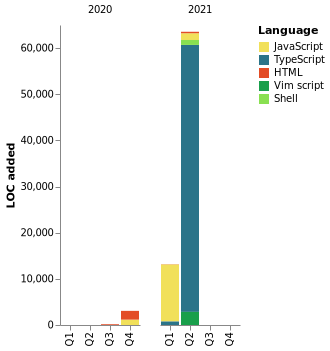 2020 2021
Language
JavaScript
TypeScript
HTML
Vim script
Shell
LOC added
60,000
50,000
40,000
30,000
20,000
10,000
0
Q1 Q2 Q3 Q4 Q1 Q2 Q3 Q4